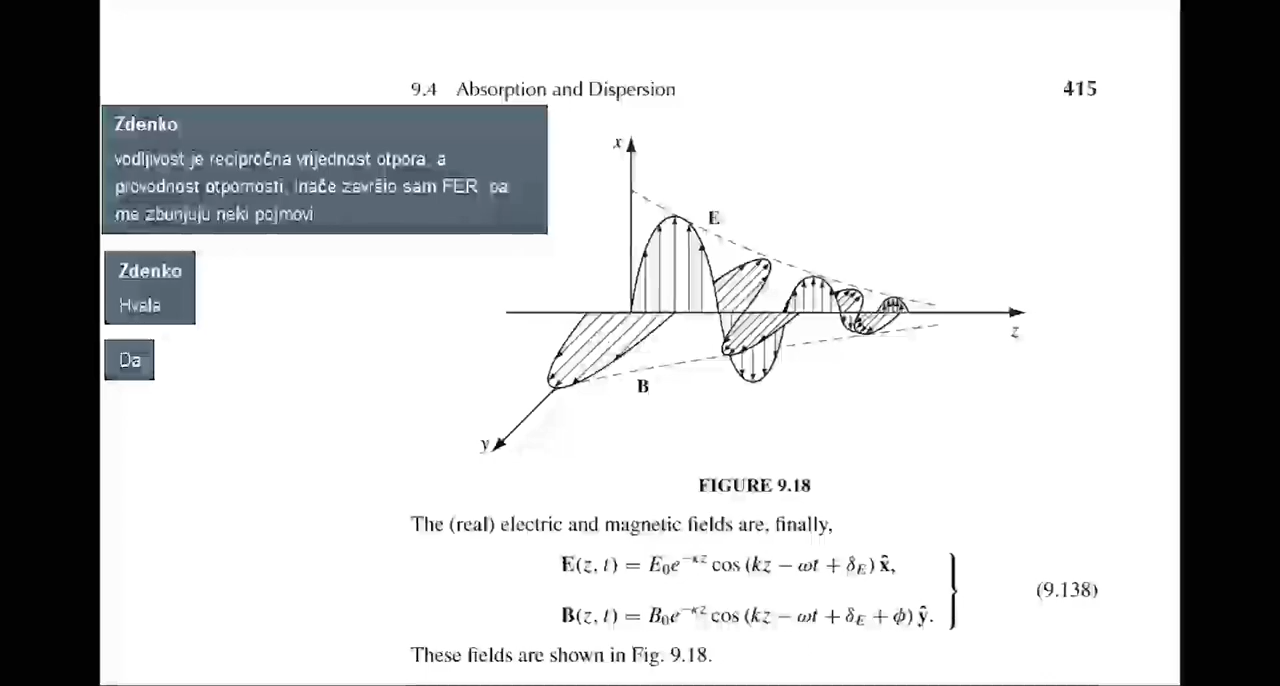 9.4 Absorption and Dispersion 415
Zdenko
vodljivost je recipročna vrijednost otpora, a
provodnost otpornosti. Inače završio sam FER pa
me zbunjuju neki pojmovi
Zdenko
Hvala
Da
x
E
z
B
y
FIGURE 9.18
The (real) electric and magnetic fields are, finally,
E(z, t) = E₀e^{−κz} cos (kz − ωt + δ_E) x̂,
B(z, t) = B₀e^{−κz} cos (kz − ωt + δ_E + ϕ) ŷ.
(9.138)
These fields are shown in Fig. 9.18.